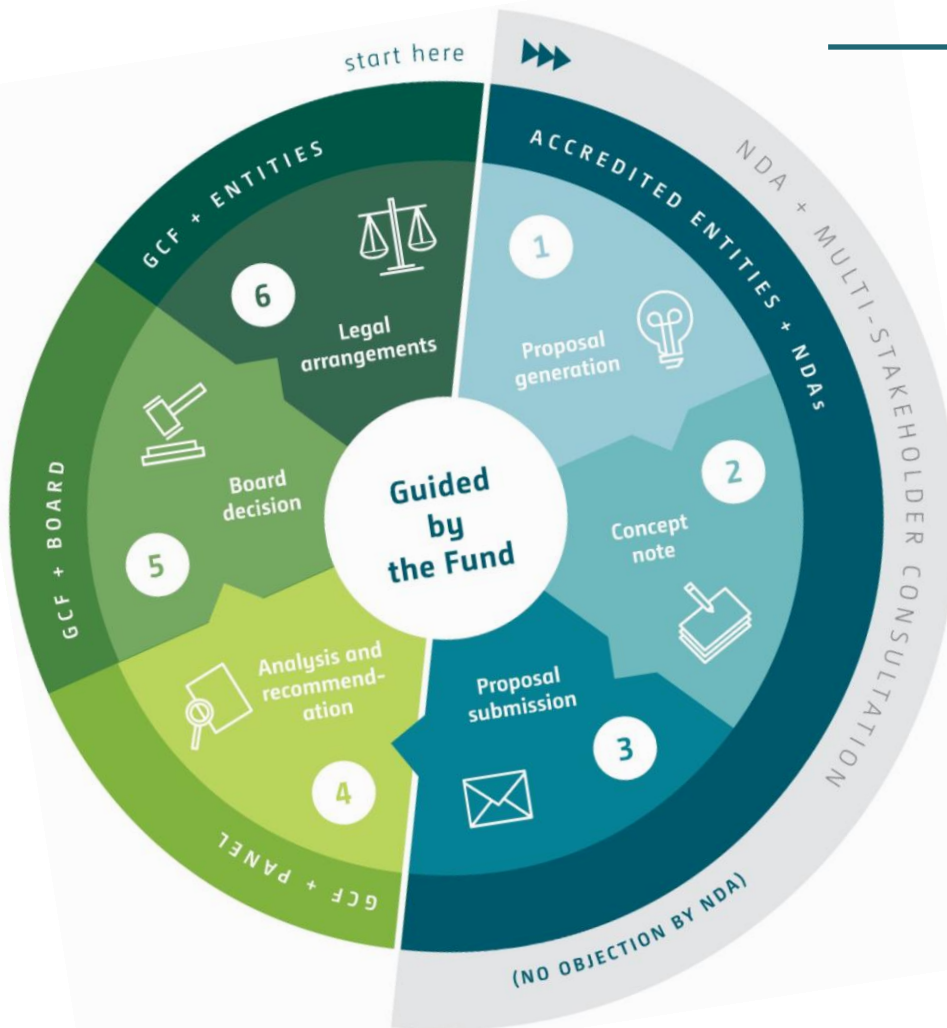 start here
NDA + MULTI-STAKEHOLDER CONSULTATION
(NO OBJECTION BY NDA)
ACCREDITED ENTITIES + NDAs
1
Proposal
generation
2
Concept
note
3
Proposal
submission
GCF + PANEL
4
Analysis and
recommend-
ation
GCF + BOARD
5
Board
decision
GCF + ENTITIES
6
Legal
arrangements
Guided
by
the Fund